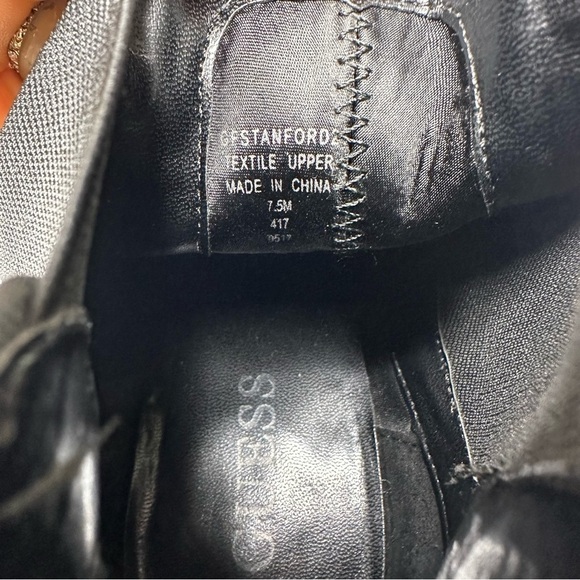 GFSTANFORD2
TEXTILE UPPER
MADE IN CHINA
7.5M
417
GUESS